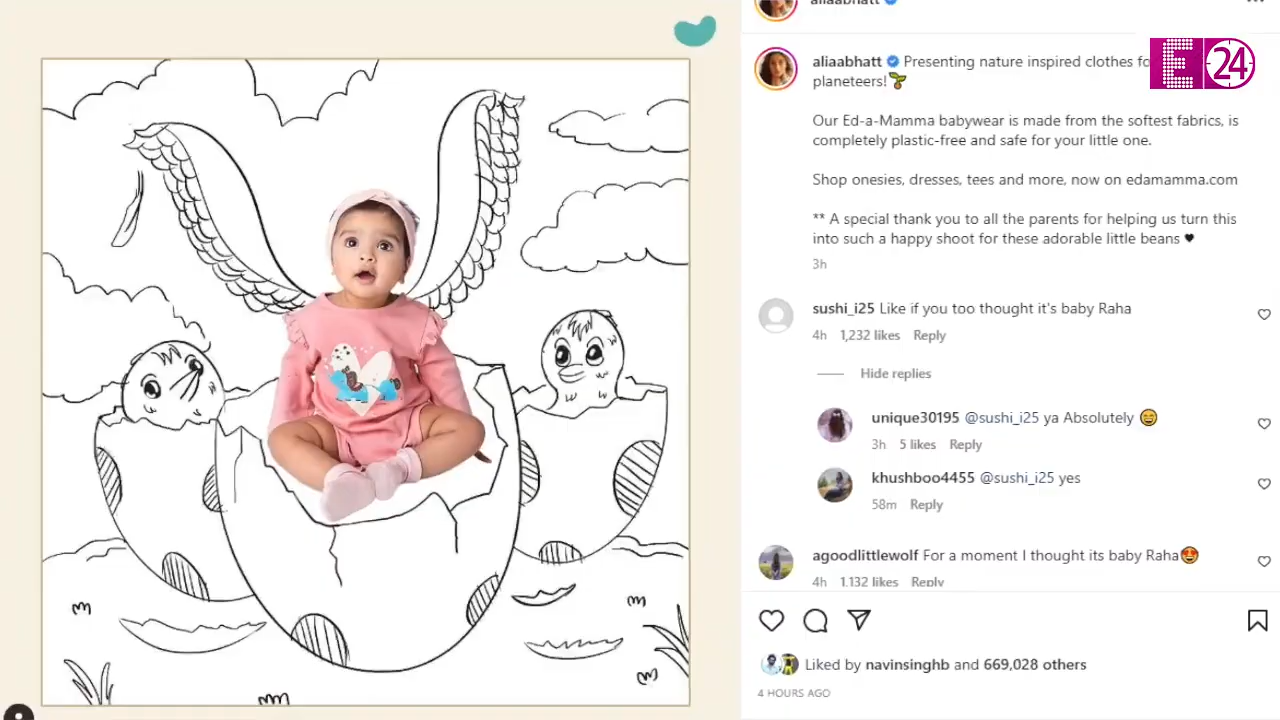 aliaabhatt
aliaabhatt Presenting nature inspired clothes fo
planeteers!
Our Ed-a-Mamma babywear is made from the softest fabrics, is
completely plastic-free and safe for your little one.
Shop onesies, dresses, tees and more, now on edamamma.com
** A special thank you to all the parents for helping us turn this
into such a happy shoot for these adorable little beans ♥
3h
sushi_i25 Like if you too thought it's baby Raha
4h 1,232 likes Reply
Hide replies
unique30195 @sushi_i25 ya Absolutely 😄
3h 5 likes Reply
khushboo4455 @sushi_i25 yes
58m Reply
agoodlittlewolf For a moment I thought its baby Raha😍
4h 1,132 likes Reply
Liked by navinsinghb and 669,028 others
4 HOURS AGO
E24